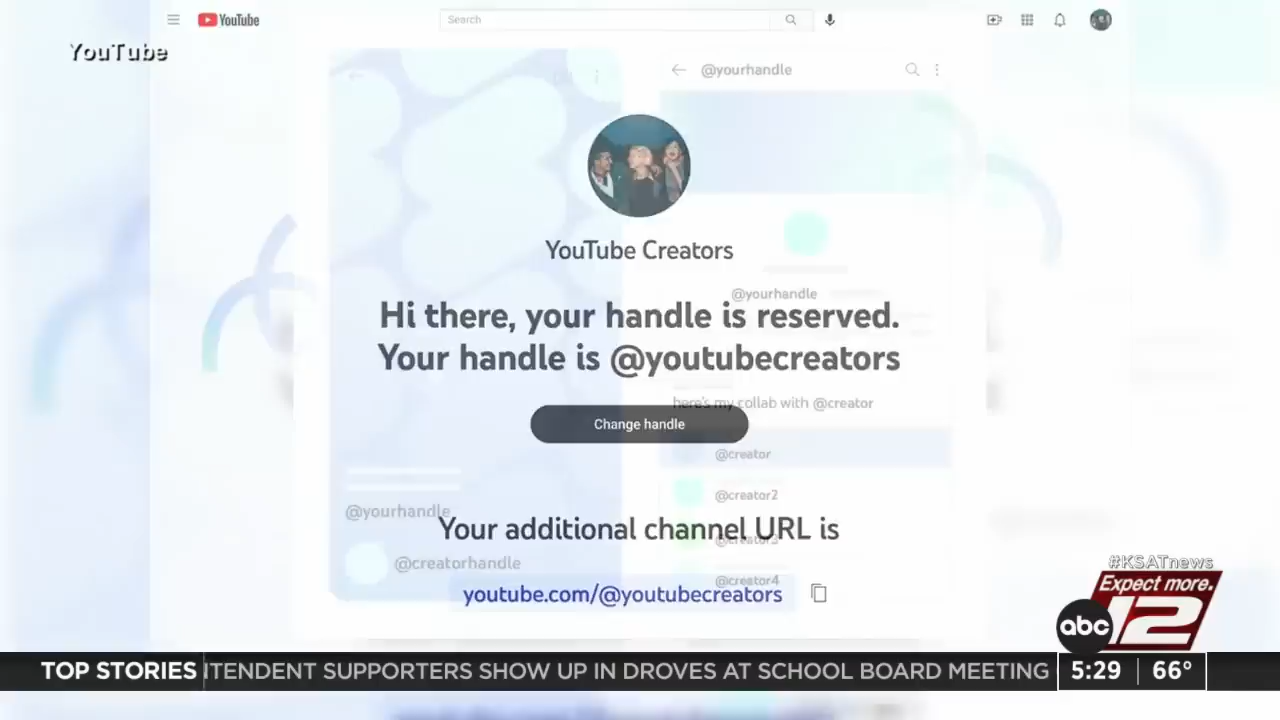 YouTube
Search
YouTube
@yourhandle
YouTube Creators
@yourhandle
Hi there, your handle is reserved.
Your handle is @youtubecreators
here's my collab with @creator
Change handle
@creator
@creator2
@yourhandle
Your additional channel URL is
@creator3
@creatorhandle
@creator4
youtube.com/@youtubecreators
#KSATnews
Expect more.
abc 12
TOP STORIES ITENDENT SUPPORTERS SHOW UP IN DROVES AT SCHOOL BOARD MEETING 5:29 66°